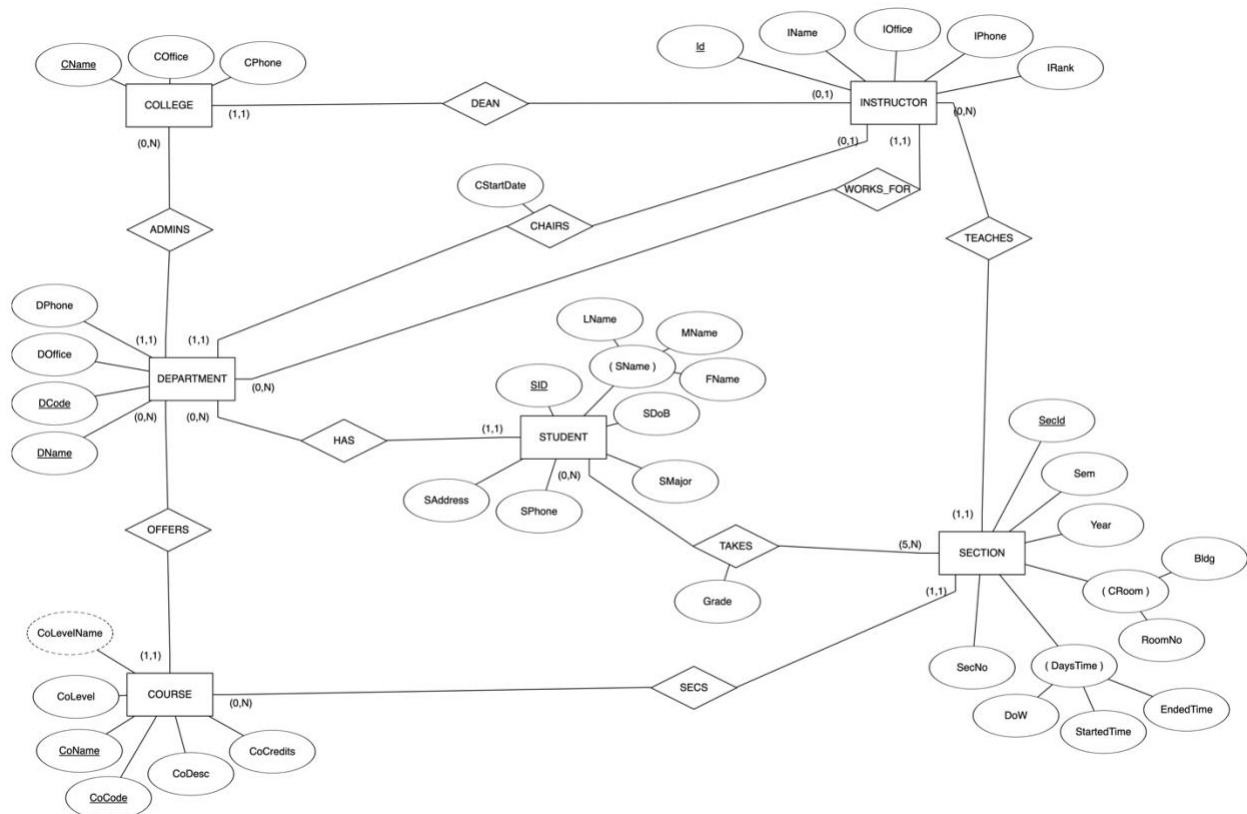 Id
IName
IOffice
IPhone
IRank
CName
COffice
CPhone
COLLEGE
(1,1)
DEAN
(0,1)
INSTRUCTOR
(0,N)
(0,N)
(0,1)
(1,1)
CStartDate
CHAIRS
WORKS_FOR
ADMINS
TEACHES
DPhone
DOffice
DCode
DName
(1,1)
(1,1)
DEPARTMENT
(0,N)
(0,N)
(0,N)
LName
MName
( SName )
FName
SID
SDoB
HAS
(1,1)
STUDENT
(0,N)
SAddress
SPhone
SMajor
SecId
Sem
Year
(1,1)
OFFERS
TAKES
(5,N)
SECTION
Grade
(1,1)
Bldg
( CRoom )
RoomNo
SecNo
( DaysTime )
DoW
StartedTime
EndedTime
CoLevelName
(1,1)
CoLevel
COURSE
(0,N)
SECS
CoName
CoCode
CoDesc
CoCredits